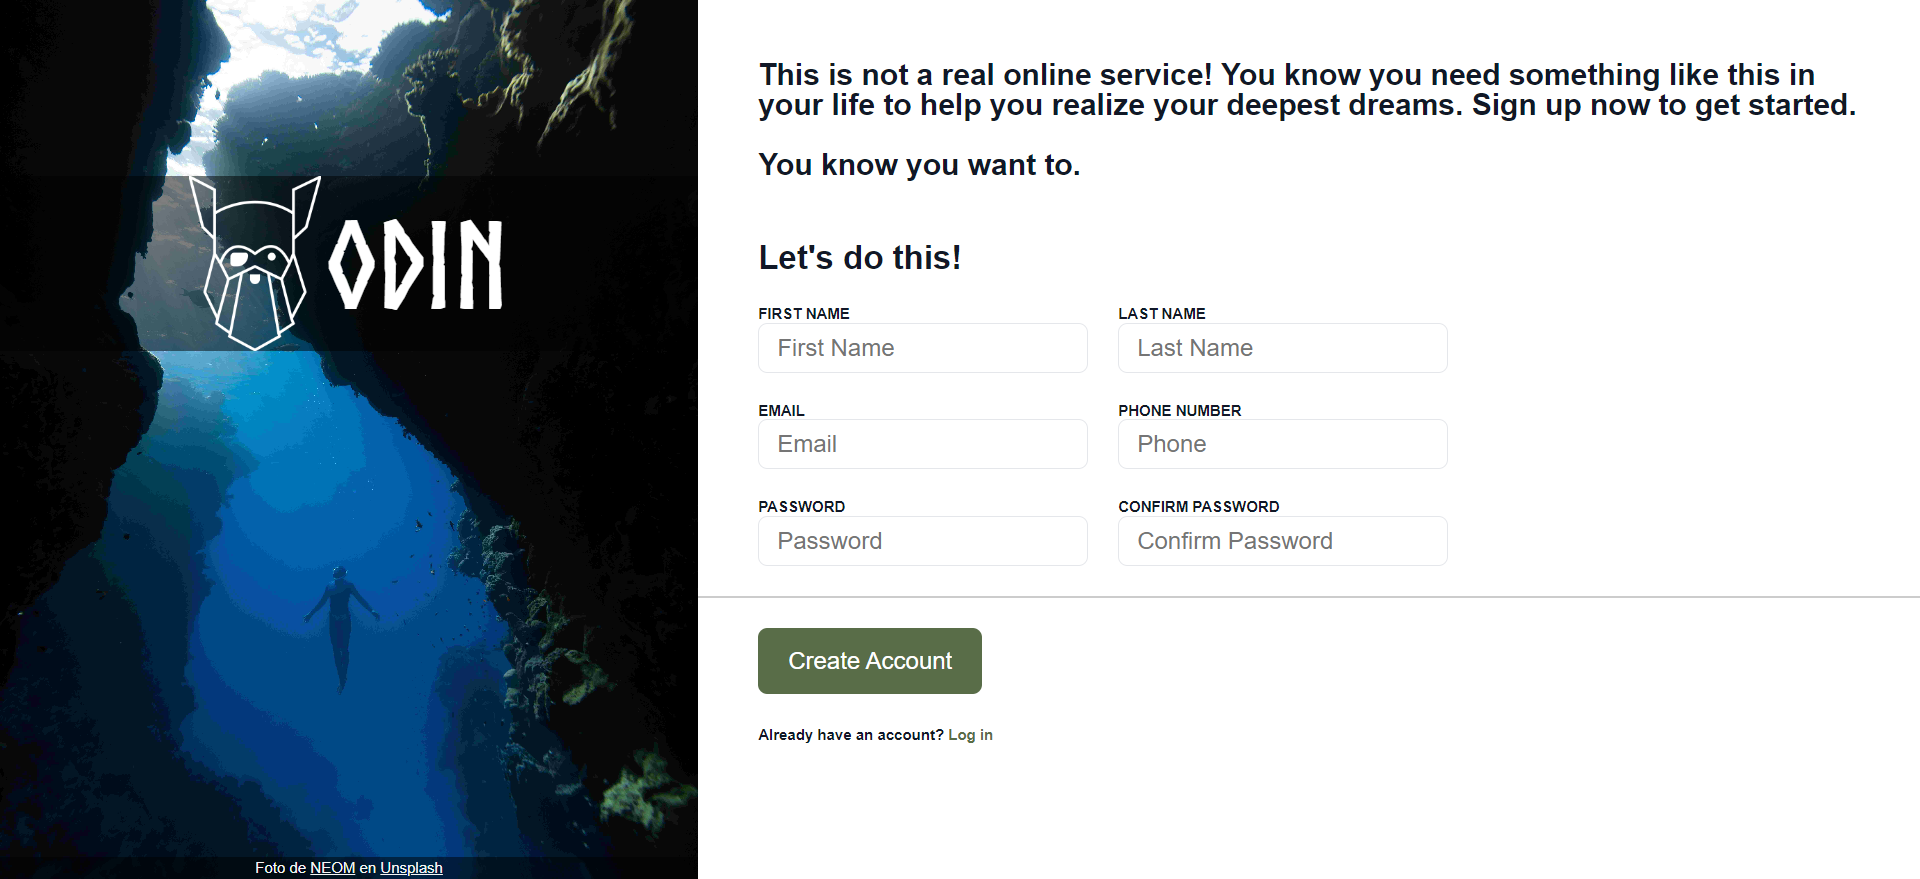 ODIN
Foto de NEOM en Unsplash
This is not a real online service! You know you need something like this in
your life to help you realize your deepest dreams. Sign up now to get started.
You know you want to.
Let's do this!
FIRST NAME
First Name
LAST NAME
Last Name
EMAIL
Email
PHONE NUMBER
Phone
PASSWORD
Password
CONFIRM PASSWORD
Confirm Password
Create Account
Already have an account? Log in